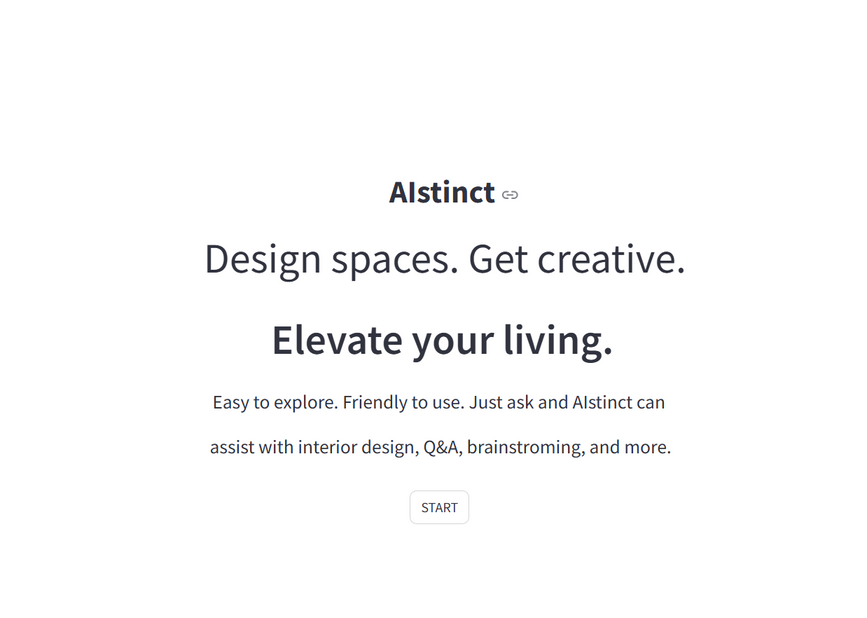 AIstinct
Design spaces. Get creative.
Elevate your living.
Easy to explore. Friendly to use. Just ask and AIstinct can
assist with interior design, Q&A, brainstroming, and more.
START